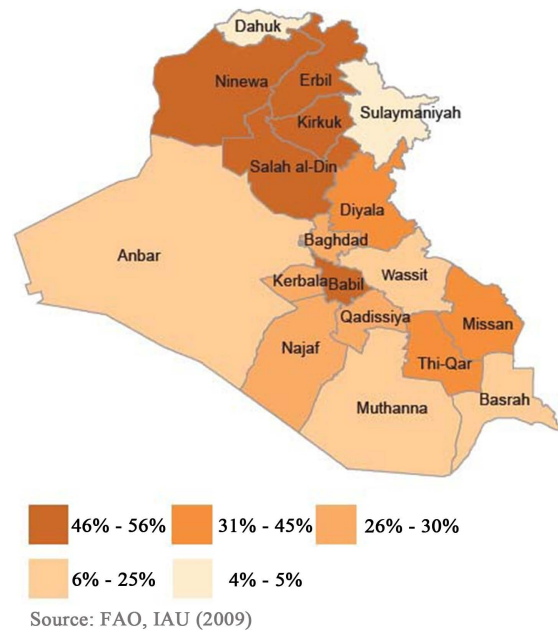 Dahuk
Ninewa
Erbil
Kirkuk
Sulaymaniyah
Salah al-Din
Diyala
Baghdad
Anbar
Wassit
Kerbala
Babil
Qadissiya
Missan
Najaf
Thi-Qar
Muthanna
Basrah
46% - 56% 31% - 45% 26% - 30%
6% - 25% 4% - 5%
Source: FAO, IAU (2009)